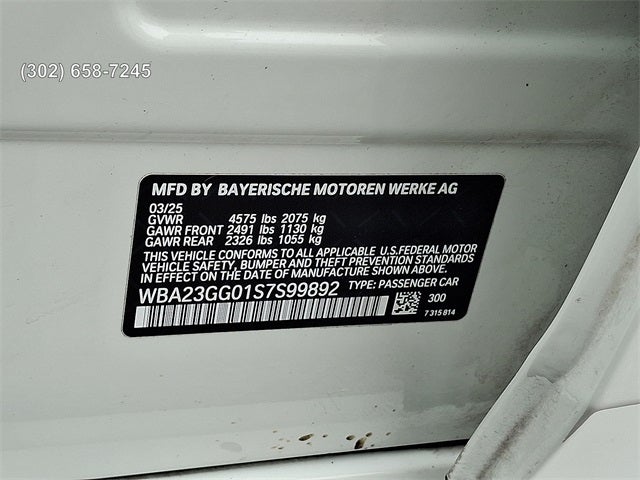 (302) 658-7245
MFD BY BAYERISCHE MOTOREN WERKE AG
03/25
GVWR 4575 lbs 2075 kg
GAWR FRONT 2491 lbs 1130 kg
GAWR REAR 2326 lbs 1055 kg
THIS VEHICLE CONFORMS TO ALL APPLICABLE U.S.FEDERAL MOTOR
VEHICLE SAFETY, BUMPER AND THEFT PREVENTION STANDARDS
IN EFFECT ON THE DATE OF MANUFACTURE SHOWN ABOVE.
WBA23GG01S7S99892 TYPE: PASSENGER CAR
300
7 315 814